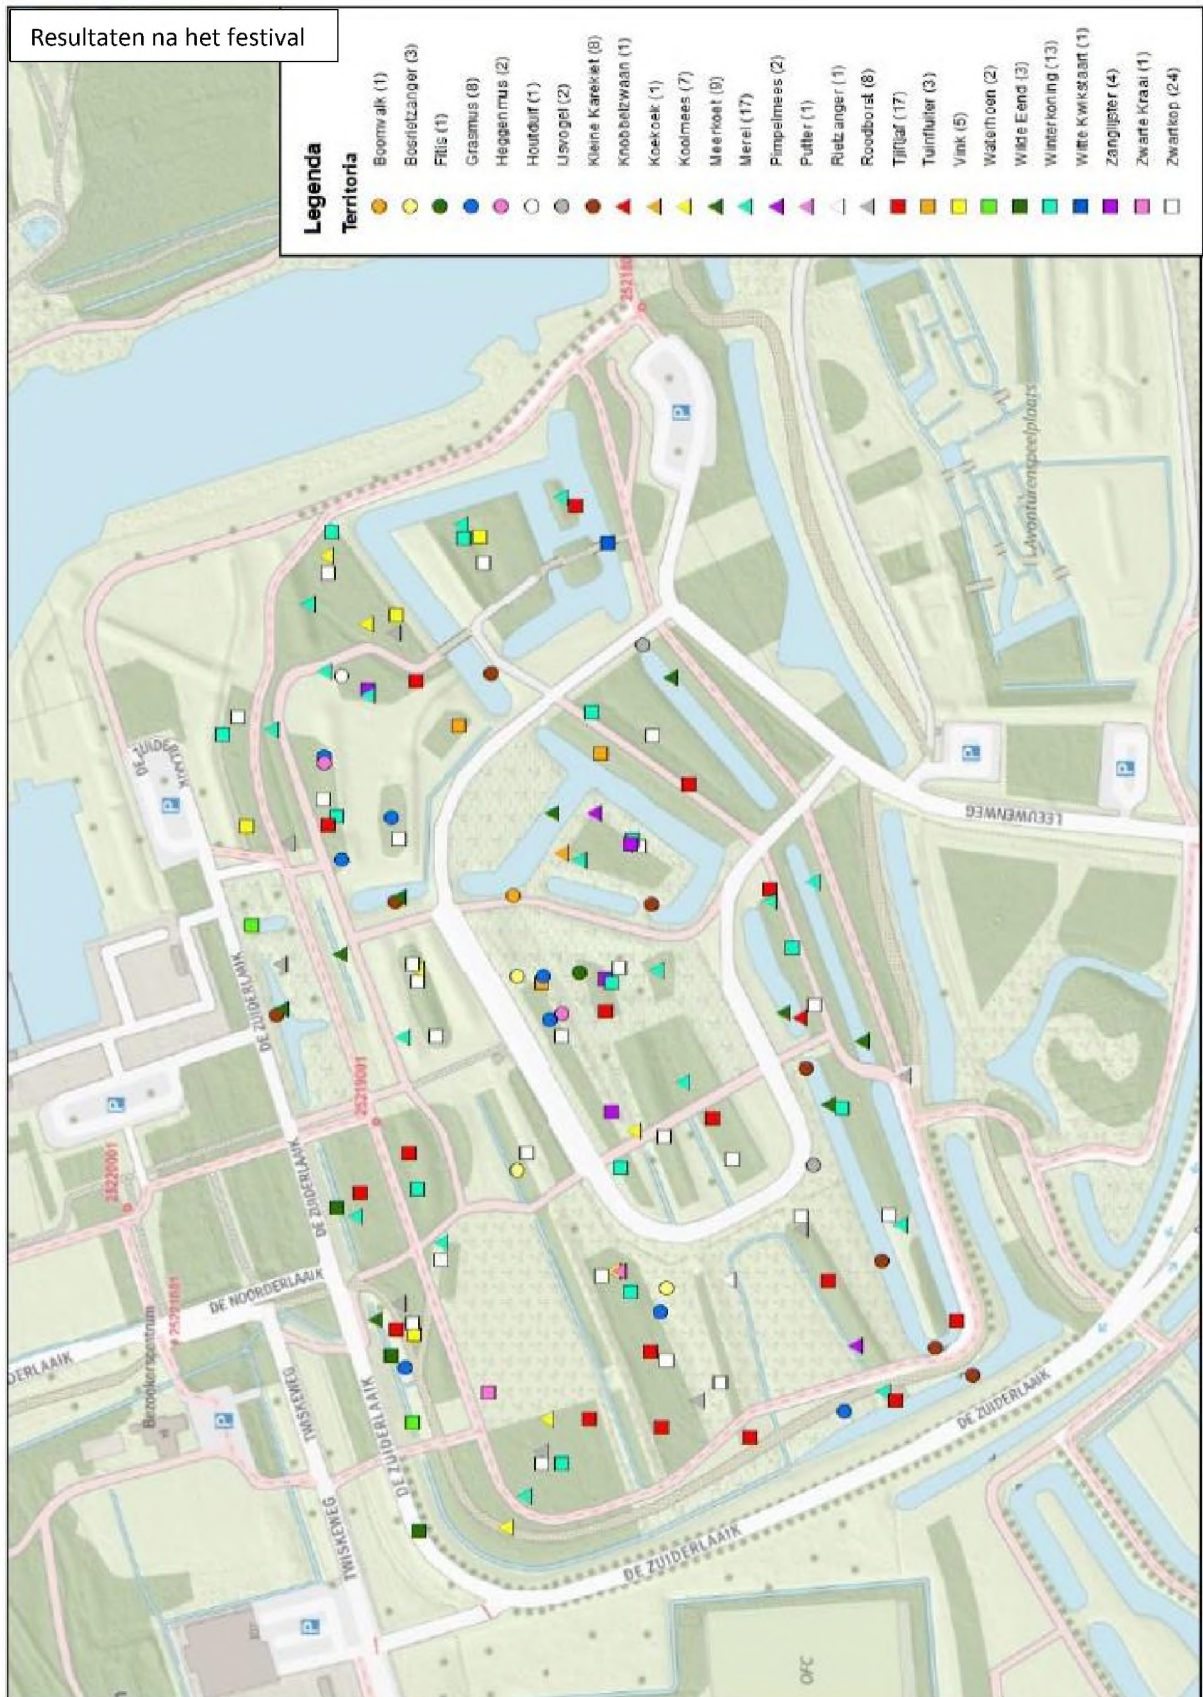 Resultaten na het festival
Legenda
Territoria
Boomvalk (1)
Bosrietzanger (3)
Fitis (1)
Grasmus (8)
Heggenmus (2)
Houtduif (1)
IJsvogel (2)
Kleine Karekiet (8)
Knobbelzwaan (1)
Koekoek (1)
Koolmees (7)
Meerkoet (9)
Merel (17)
Pimpelmees (2)
Putter (1)
Rietzanger (1)
Roodborst (8)
Tjiftjaf (17)
Tuinfluiter (3)
Vink (5)
Waterhoen (2)
Wilde Eend (3)
Winterkoning (13)
Witte Kwikstaart (1)
Zanglijster (4)
Zwarte Kraai (1)
Zwartkop (24)
P
P
P
P
P
P
P
DE ZUIDERLAAIK
DE ZUIDERLAAIK
DE ZUIDERLAAIK
DE ZUIDERLAAIK
DE ZUIDERLAAIK
DE NOORDERLAAIK
DERLAAIK
TWISKEWEG
TWISKEWEG
LEEUWENWEG
Bezoekerscentrum
Avonturenspeelplaats
25219001
25220001
OFC